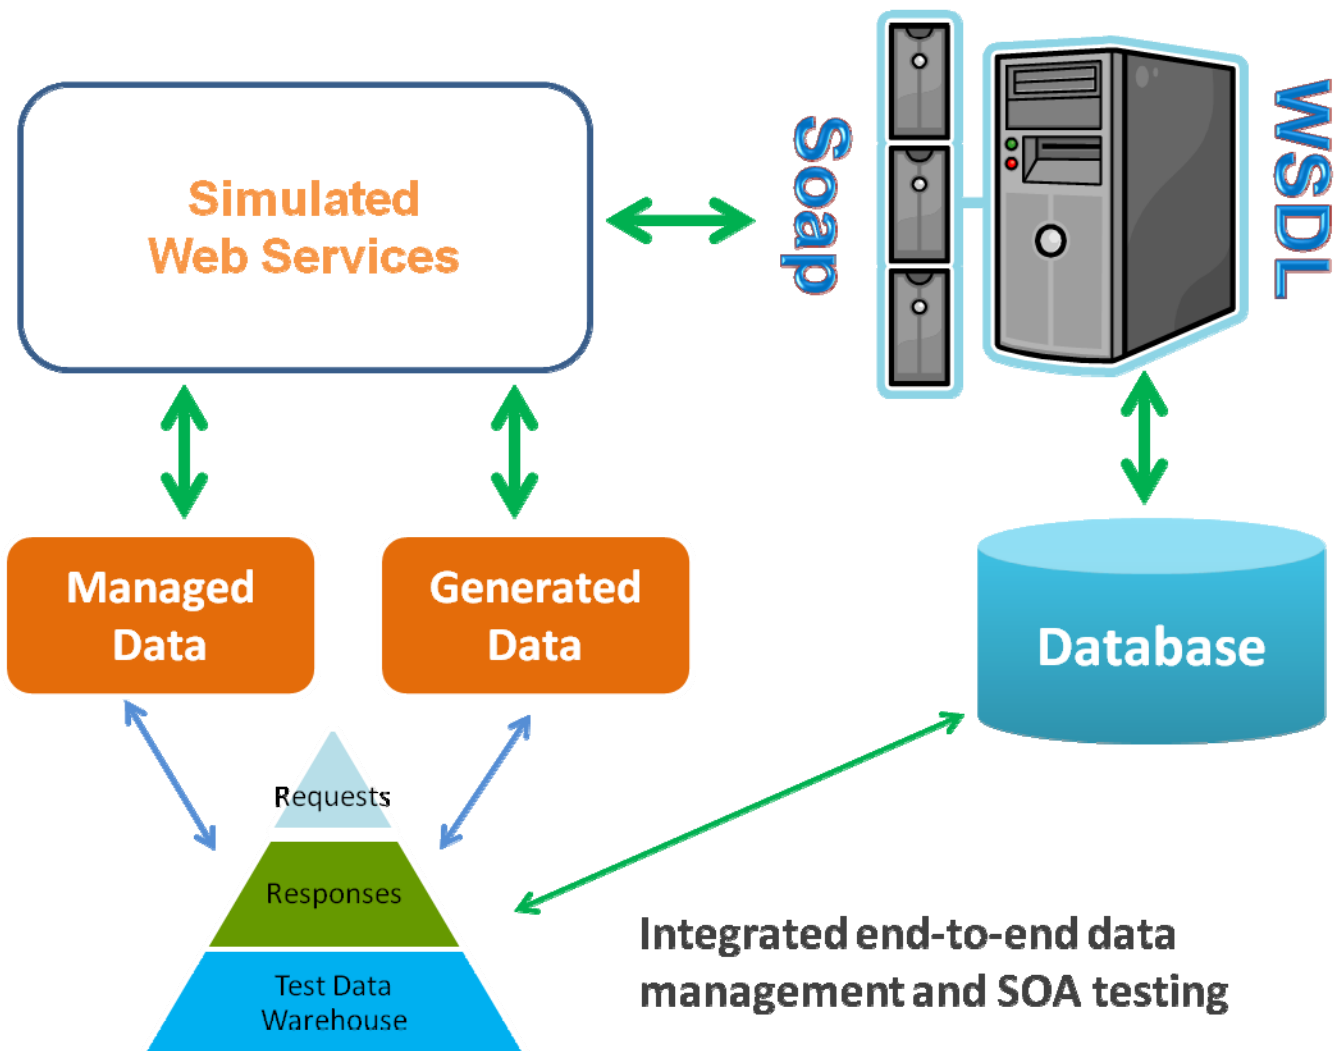 Simulated
Web Services
Soap
WSDL
Managed
Data
Generated
Data
Database
Requests
Responses
Test Data
Warehouse
Integrated end-to-end data
management and SOA testing